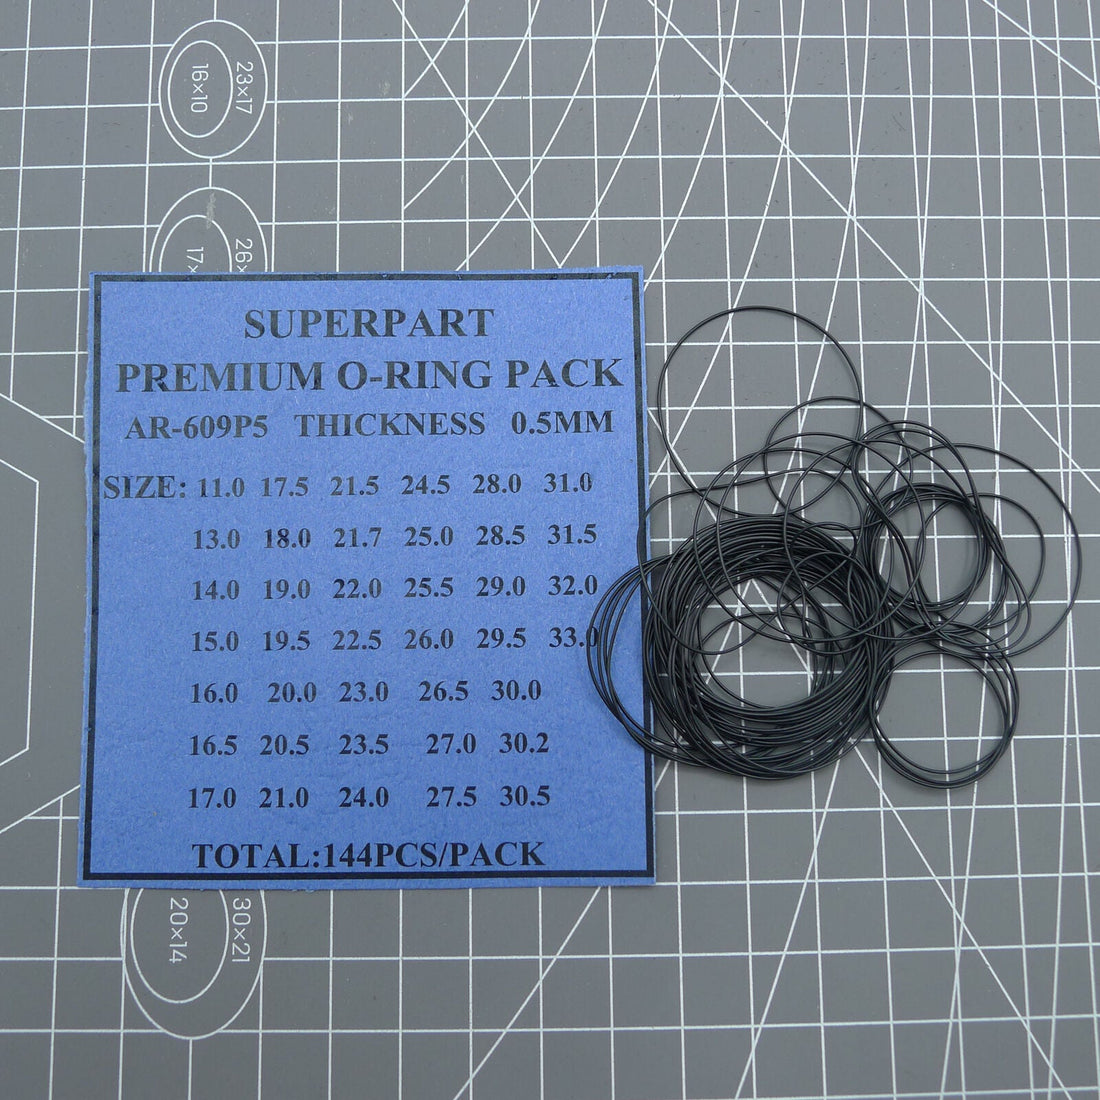 23×17
16×10
26
17×
SUPERPART
PREMIUM O-RING PACK
AR-609P5 THICKNESS 0.5MM
SIZE: 11.0 17.5 21.5 24.5 28.0 31.0
13.0 18.0 21.7 25.0 28.5 31.5
14.0 19.0 22.0 25.5 29.0 32.0
15.0 19.5 22.5 26.0 29.5 33.0
16.0 20.0 23.0 26.5 30.0
16.5 20.5 23.5 27.0 30.2
17.0 21.0 24.0 27.5 30.5
TOTAL:144PCS/PACK
30×21
20×14